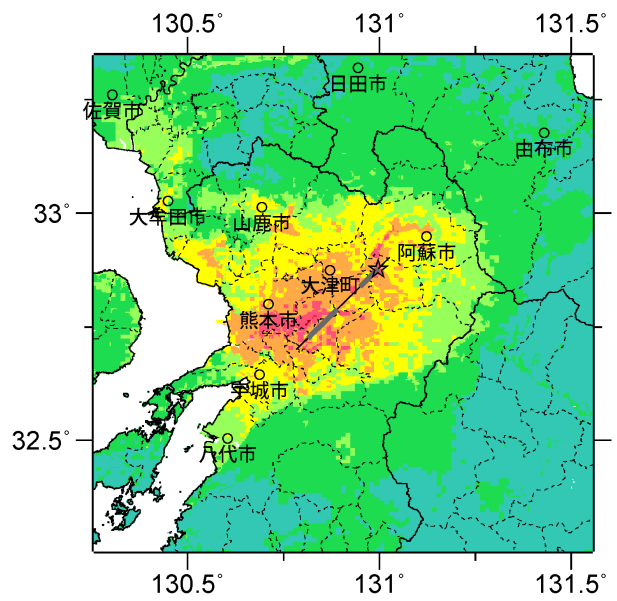 130.5° 131° 131.5°
日田市
佐賀市
由布市
33°
大牟田市
山鹿市
阿蘇市
大津町
熊本市
宇城市
32.5°
八代市
130.5° 131° 131.5°